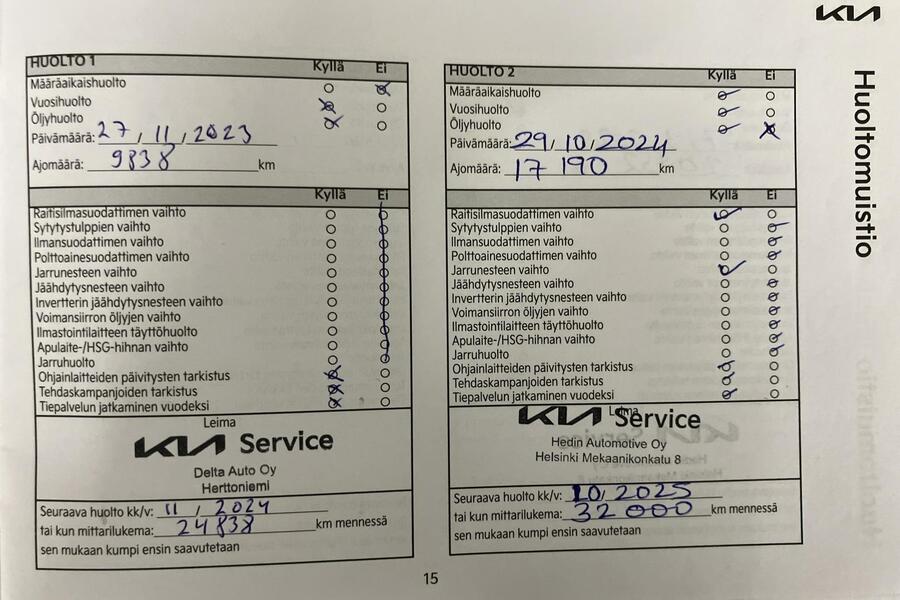 KIA
Huoltomuistio
HUOLTO 1
Kyllä Ei
Määräaikaishuolto
Vuosihuolto
Öljyhuolto
Päivämäärä: 27 / 11 / 2023
Ajomäärä: 9838 km
Kyllä Ei
Raitisilmasuodattimen vaihto
Sytytystulppien vaihto
Ilmansuodattimen vaihto
Polttoainesuodattimen vaihto
Jarrunesteen vaihto
Jäähdytysnesteen vaihto
Invertterin jäähdytysnesteen vaihto
Voimansiirron öljyjen vaihto
Ilmastointilaitteen täyttöhuolto
Apulaite-/HSG-hihnan vaihto
Jarruhuolto
Ohjainlaitteiden päivitysten tarkistus
Tehdaskampanjoiden tarkistus
Tiepalvelun jatkaminen vuodeksi
Leima
KIA Service
Delta Auto Oy
Herttoniemi
Seuraava huolto kk/v: 11 / 2024
tai kun mittarilukema: 24838 km mennessä
sen mukaan kumpi ensin saavutetaan
HUOLTO 2
Kyllä Ei
Määräaikaishuolto
Vuosihuolto
Öljyhuolto
Päivämäärä: 29 / 10 / 2024
Ajomäärä: 17 190 km
Kyllä Ei
Raitisilmasuodattimen vaihto
Sytytystulppien vaihto
Ilmansuodattimen vaihto
Polttoainesuodattimen vaihto
Jarrunesteen vaihto
Jäähdytysnesteen vaihto
Invertterin jäähdytysnesteen vaihto
Voimansiirron öljyjen vaihto
Ilmastointilaitteen täyttöhuolto
Apulaite-/HSG-hihnan vaihto
Jarruhuolto
Ohjainlaitteiden päivitysten tarkistus
Tehdaskampanjoiden tarkistus
Tiepalvelun jatkaminen vuodeksi
Leima
KIA Service
Hedin Automotive Oy
Helsinki Mekaanikonkatu 8
Seuraava huolto kk/v: 10 / 2025
tai kun mittarilukema: 32 000 km mennessä
sen mukaan kumpi ensin saavutetaan
15